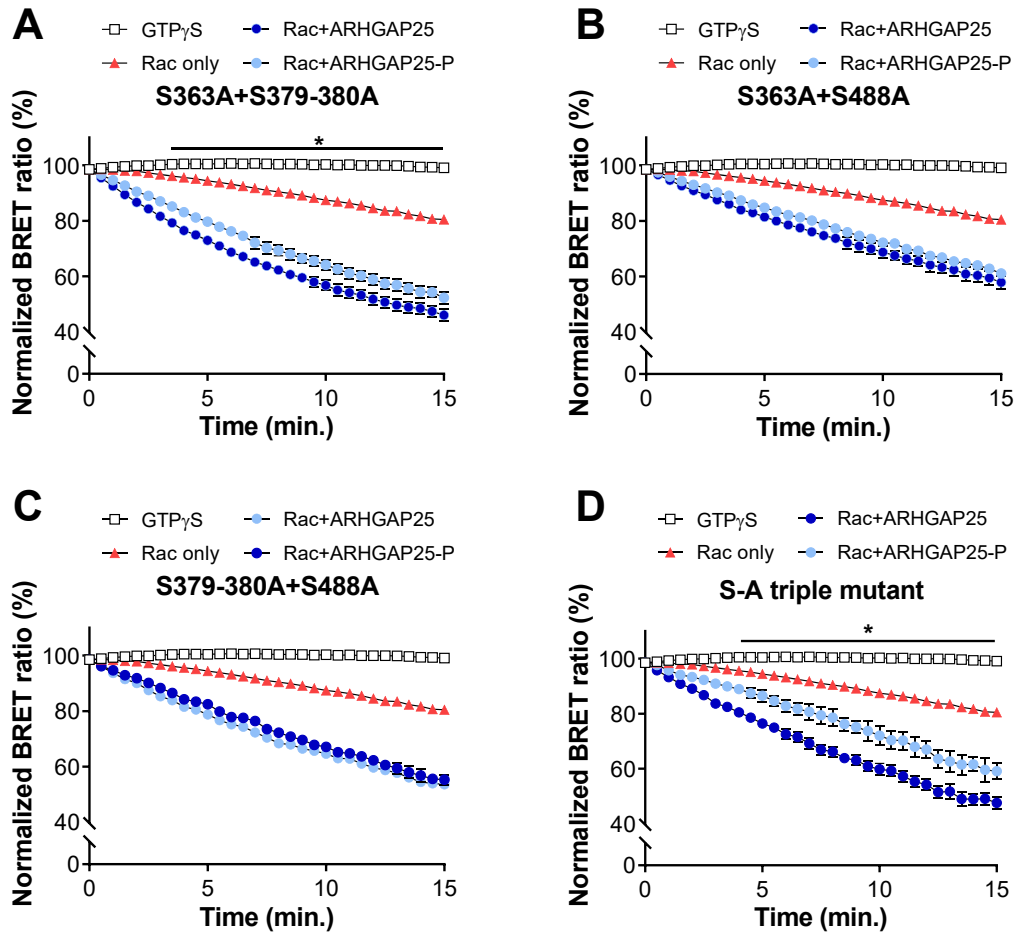 A
GTPγS
Rac+ARHGAP25
Rac only
Rac+ARHGAP25-P
S363A+S379-380A
*
Normalized BRET ratio (%)
100
80
60
40
0
0
5
10
15
Time (min.)
B
GTPγS
Rac+ARHGAP25
Rac only
Rac+ARHGAP25-P
S363A+S488A
Normalized BRET ratio (%)
100
80
60
40
0
0
5
10
15
Time (min.)
C
GTPγS
Rac+ARHGAP25
Rac only
Rac+ARHGAP25-P
S379-380A+S488A
Normalized BRET ratio (%)
100
80
60
40
0
0
5
10
15
Time (min.)
D
GTPγS
Rac+ARHGAP25
Rac only
Rac+ARHGAP25-P
S-A triple mutant
*
Normalized BRET ratio (%)
100
80
60
40
0
0
5
10
15
Time (min.)